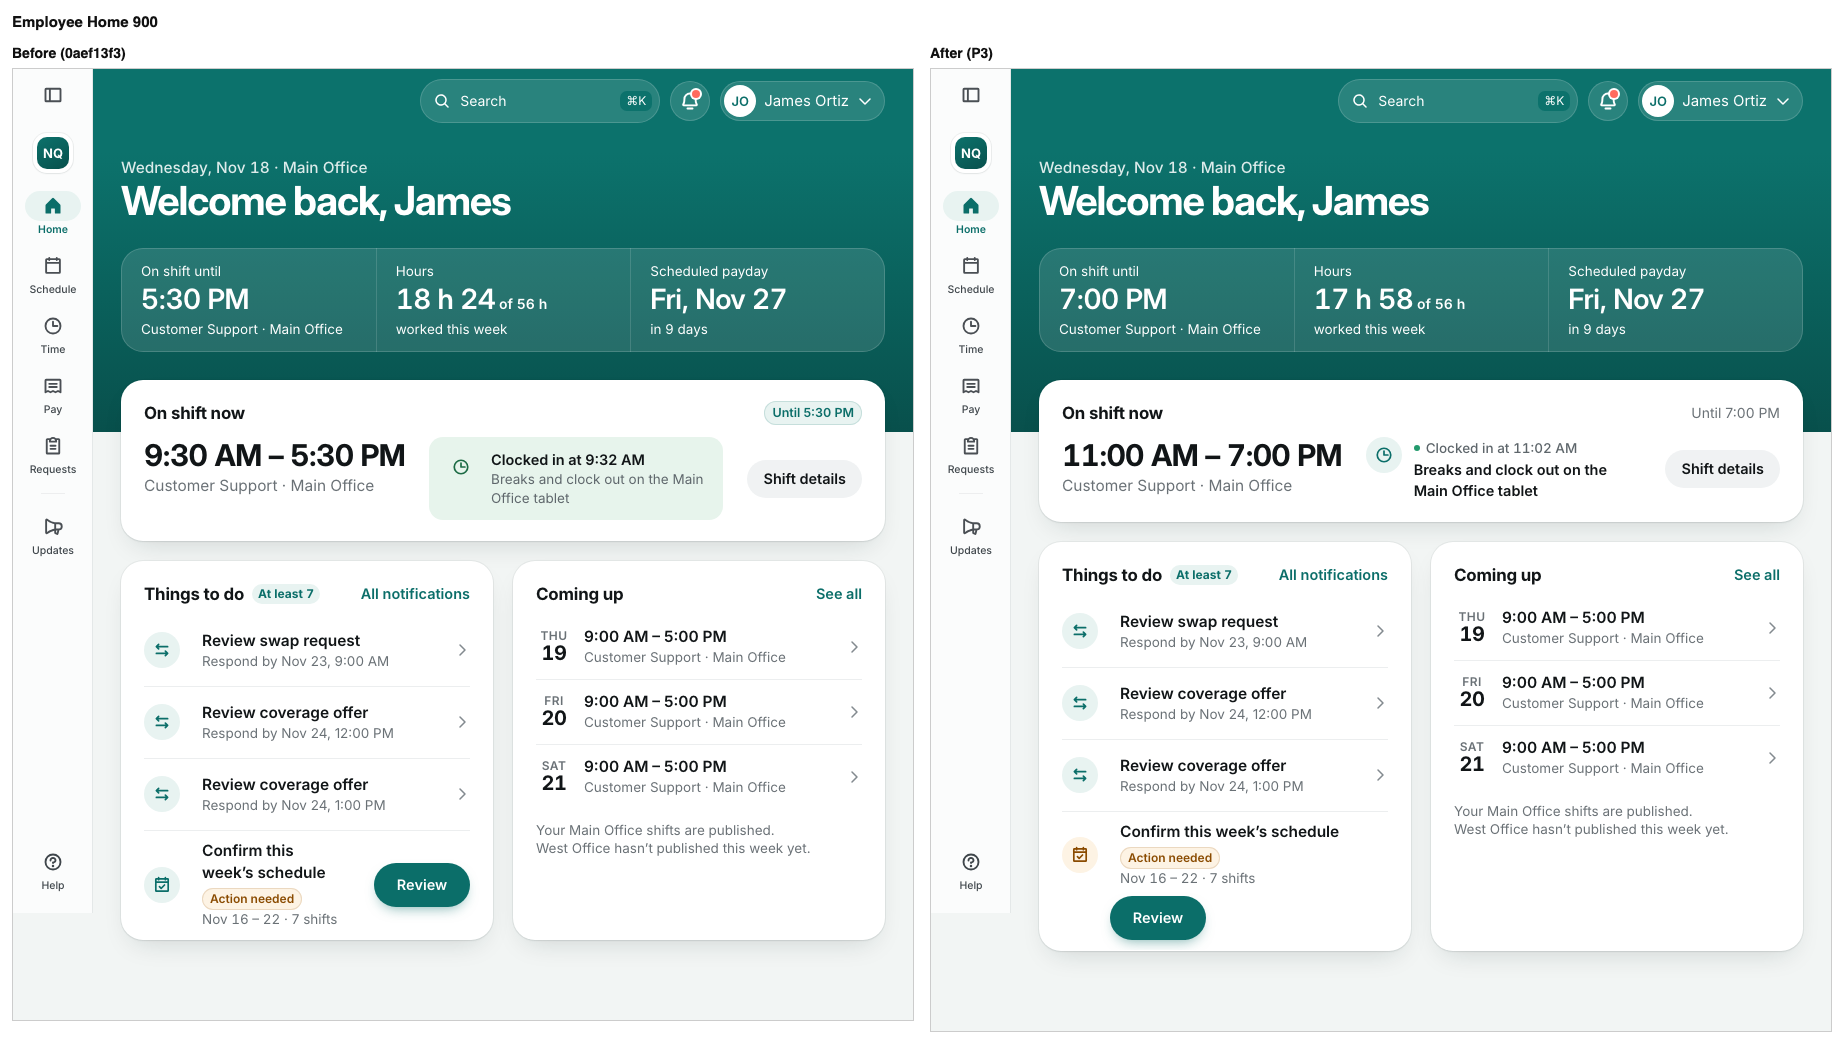 Employee Home 900
Before (0aef13f3)
Search
⌘K
JO
James Ortiz
NQ
Home
Schedule
Time
Pay
Requests
Updates
Help
Wednesday, Nov 18 · Main Office
Welcome back, James
On shift until
5:30 PM
Customer Support · Main Office
Hours
18 h 24 of 56 h
worked this week
Scheduled payday
Fri, Nov 27
in 9 days
On shift now
Until 5:30 PM
9:30 AM – 5:30 PM
Customer Support · Main Office
Clocked in at 9:32 AM
Breaks and clock out on the Main
Office tablet
Shift details
Things to do
At least 7
All notifications
Review swap request
Respond by Nov 23, 9:00 AM
Review coverage offer
Respond by Nov 24, 12:00 PM
Review coverage offer
Respond by Nov 24, 1:00 PM
Confirm this
week’s schedule
Action needed
Nov 16 – 22 · 7 shifts
Review
Coming up
See all
THU
19
9:00 AM – 5:00 PM
Customer Support · Main Office
FRI
20
9:00 AM – 5:00 PM
Customer Support · Main Office
SAT
21
9:00 AM – 5:00 PM
Customer Support · Main Office
Your Main Office shifts are published.
West Office hasn’t published this week yet.
After (P3)
Search
⌘K
JO
James Ortiz
NQ
Home
Schedule
Time
Pay
Requests
Updates
Help
Wednesday, Nov 18 · Main Office
Welcome back, James
On shift until
7:00 PM
Customer Support · Main Office
Hours
17 h 58 of 56 h
worked this week
Scheduled payday
Fri, Nov 27
in 9 days
On shift now
Until 7:00 PM
11:00 AM – 7:00 PM
Customer Support · Main Office
Clocked in at 11:02 AM
Breaks and clock out on the
Main Office tablet
Shift details
Things to do
At least 7
All notifications
Review swap request
Respond by Nov 23, 9:00 AM
Review coverage offer
Respond by Nov 24, 12:00 PM
Review coverage offer
Respond by Nov 24, 1:00 PM
Confirm this week’s schedule
Action needed
Nov 16 – 22 · 7 shifts
Review
Coming up
See all
THU
19
9:00 AM – 5:00 PM
Customer Support · Main Office
FRI
20
9:00 AM – 5:00 PM
Customer Support · Main Office
SAT
21
9:00 AM – 5:00 PM
Customer Support · Main Office
Your Main Office shifts are published.
West Office hasn’t published this week yet.